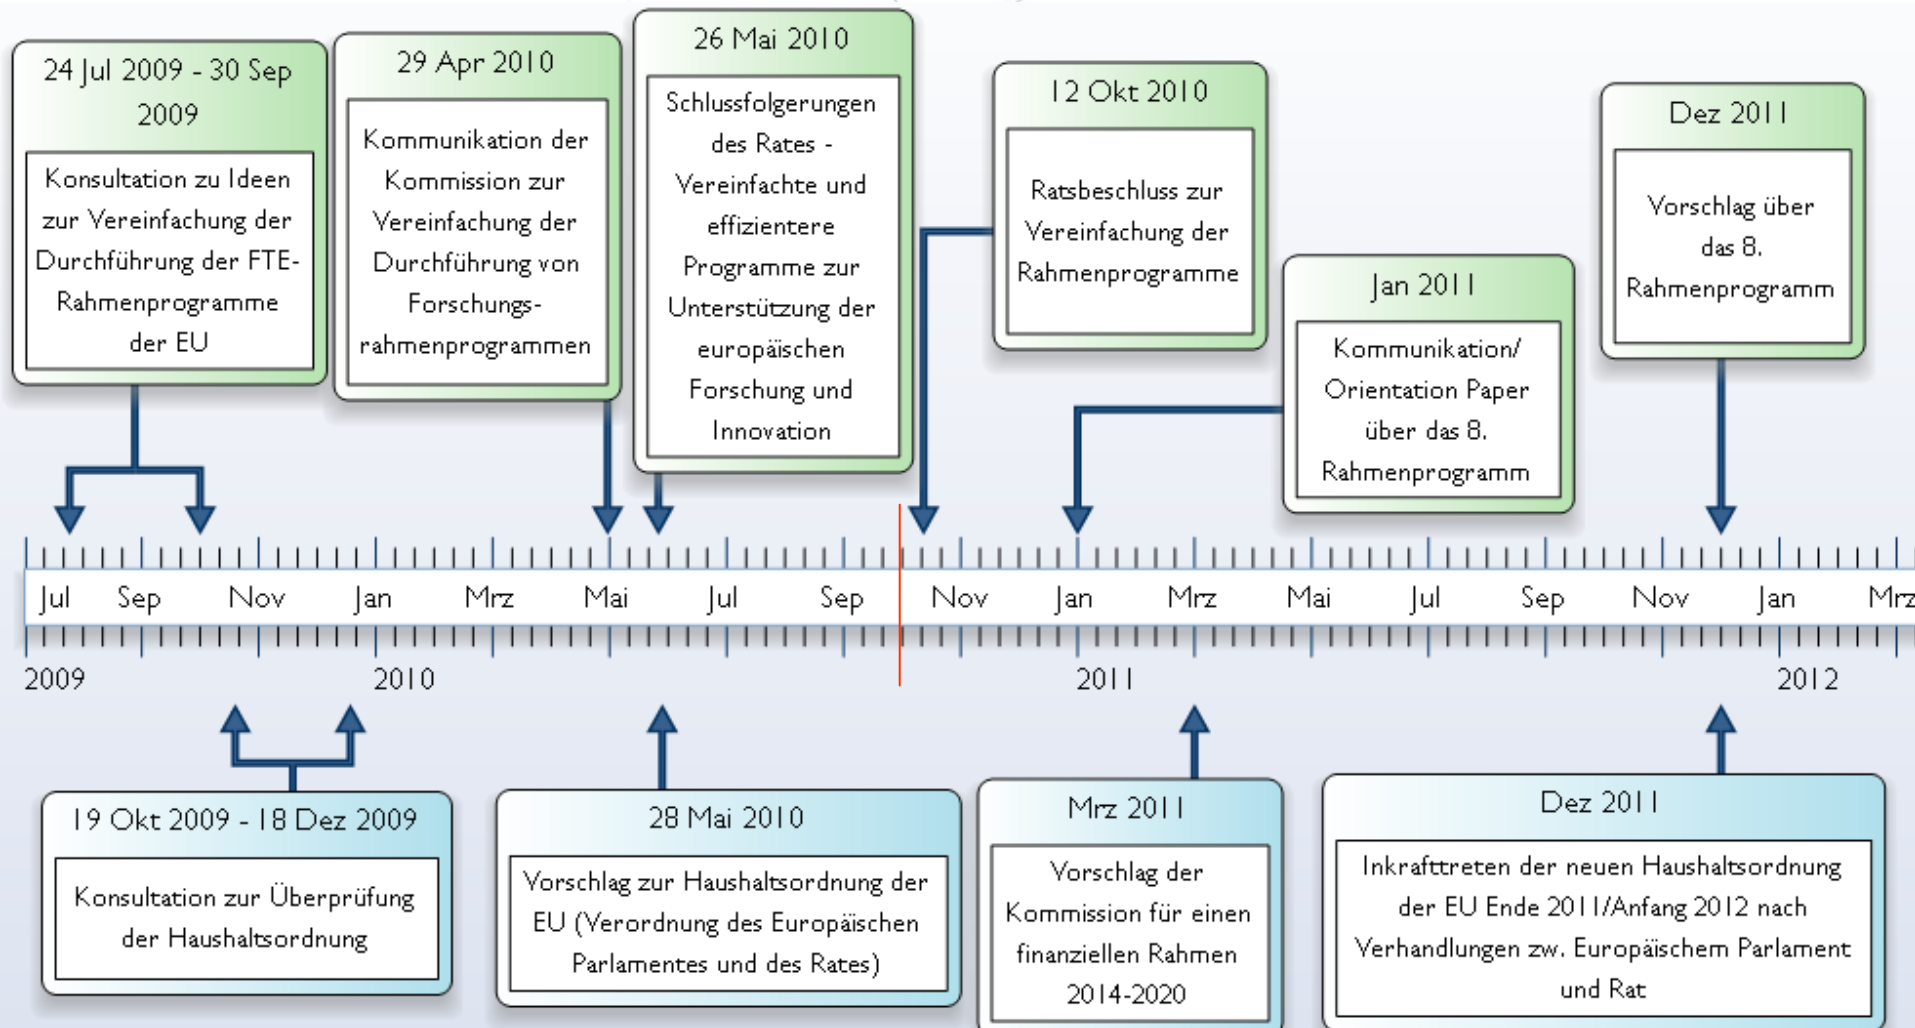 24 Jul 2009 - 30 Sep
2009
Konsultation zu Ideen
zur Vereinfachung der
Durchführung der FTE-
Rahmenprogramme
der EU
29 Apr 2010
Kommunikation der
Kommission zur
Vereinfachung der
Durchführung von
Forschungs-
rahmenprogrammen
26 Mai 2010
Schlussfolgerungen
des Rates -
Vereinfachte und
effizientere
Programme zur
Unterstützung der
europäischen
Forschung und
Innovation
12 Okt 2010
Ratsbeschluss zur
Vereinfachung der
Rahmenprogramme
Jan 2011
Kommunikation/
Orientation Paper
über das 8.
Rahmenprogramm
Dez 2011
Vorschlag über
das 8.
Rahmenprogramm
Jul Sep Nov Jan Mrz Mai Jul Sep Nov Jan Mrz Mai Jul Sep Nov Jan Mrz
2009 2010 2011 2012
19 Okt 2009 - 18 Dez 2009
Konsultation zur Überprüfung
der Haushaltsordnung
28 Mai 2010
Vorschlag zur Haushaltsordnung der
EU (Verordnung des Europäischen
Parlamentes und des Rates)
Mrz 2011
Vorschlag der
Kommission für einen
finanziellen Rahmen
2014-2020
Dez 2011
Inkrafttreten der neuen Haushaltsordnung
der EU Ende 2011/Anfang 2012 nach
Verhandlungen zw. Europäischem Parlament
und Rat